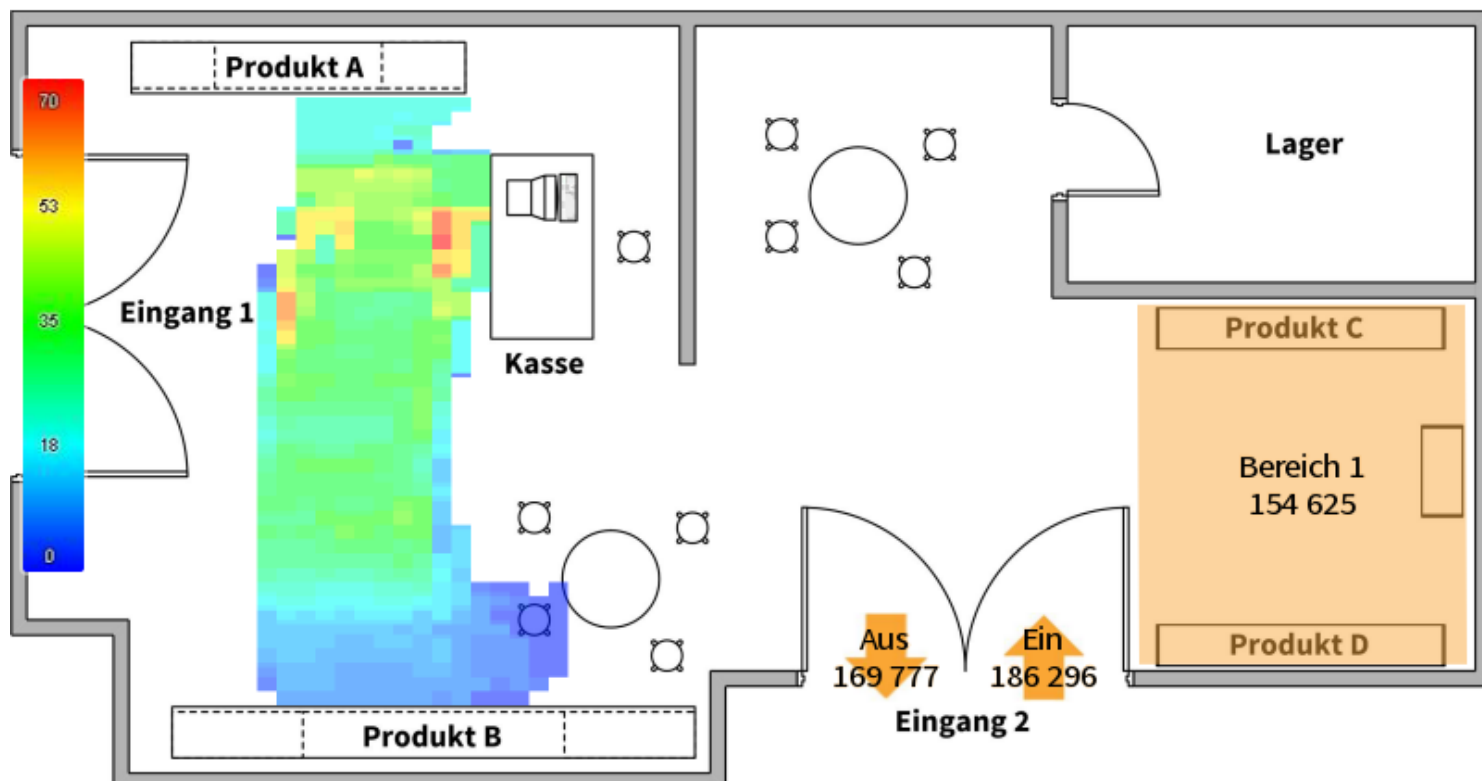 Produkt A
70
53
35
18
0
Eingang 1
Kasse
Lager
Produkt C
Bereich 1
154 625
Produkt D
Aus
169 777
Ein
186 296
Eingang 2
Produkt B